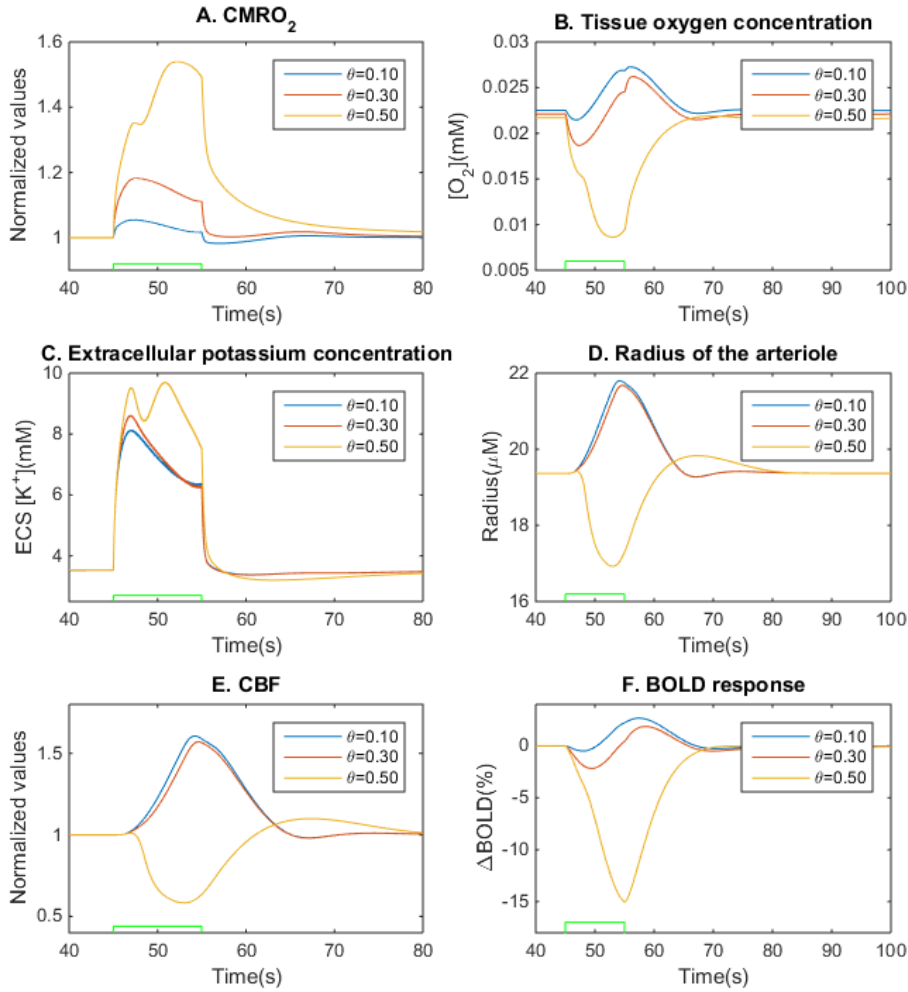 A. CMRO₂
Normalized values
1.6
1.4
1.2
1
θ=0.10
θ=0.30
θ=0.50
40 50 60 70 80
Time(s)
B. Tissue oxygen concentration
[O₂](mM)
0.03
0.025
0.02
0.015
0.01
0.005
θ=0.10
θ=0.30
θ=0.50
40 50 60 70 80 90 100
Time(s)
C. Extracellular potassium concentration
ECS [K⁺](mM)
10
8
6
4
θ=0.10
θ=0.30
θ=0.50
40 50 60 70 80
Time(s)
D. Radius of the arteriole
Radius(μM)
22
20
18
16
θ=0.10
θ=0.30
θ=0.50
40 50 60 70 80 90 100
Time(s)
E. CBF
Normalized values
1.5
1
0.5
θ=0.10
θ=0.30
θ=0.50
40 50 60 70 80
Time(s)
F. BOLD response
ΔBOLD(%)
0
-5
-10
-15
θ=0.10
θ=0.30
θ=0.50
40 50 60 70 80 90 100
Time(s)